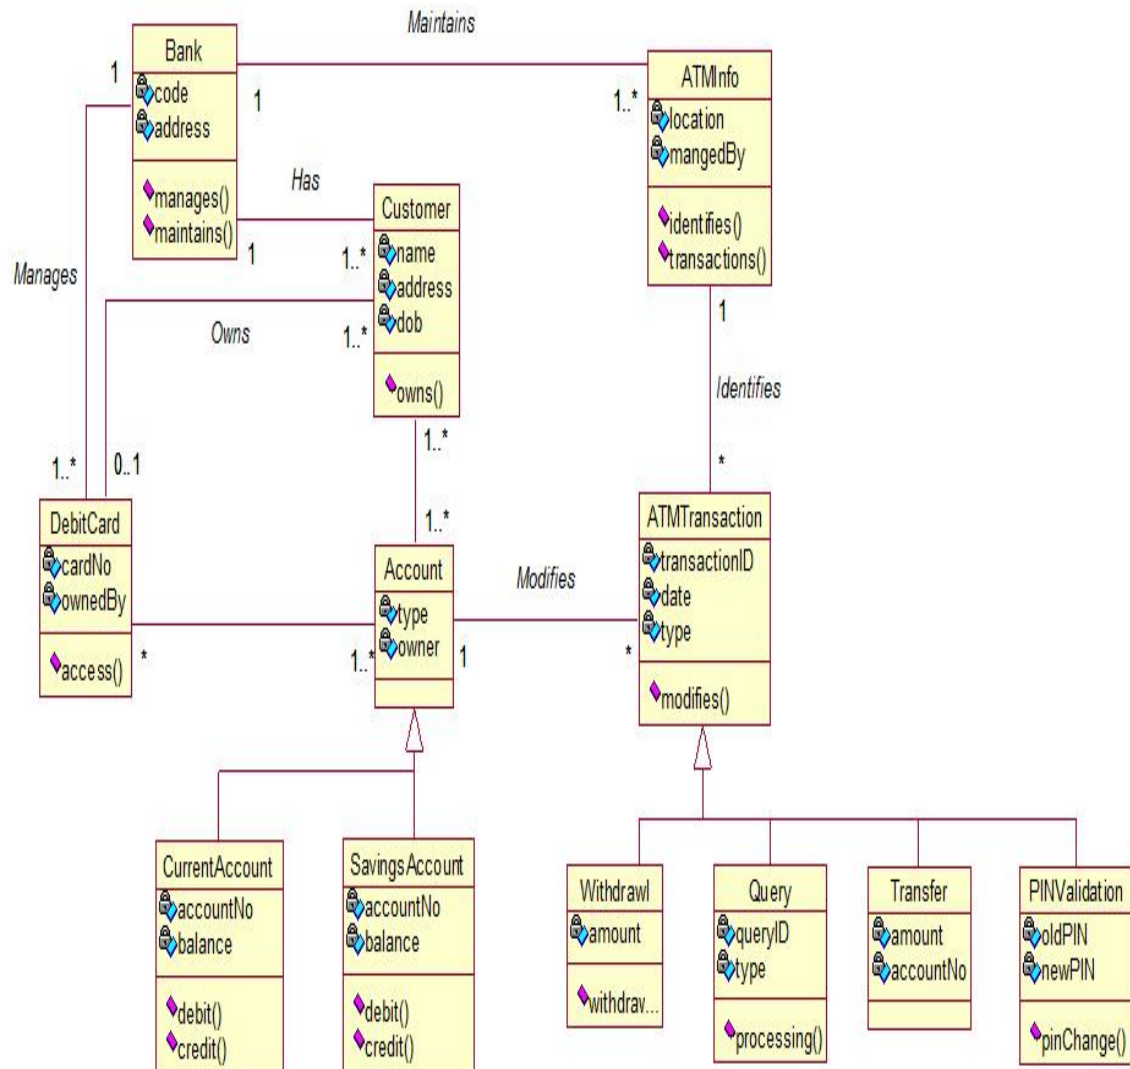 Maintains
Bank
code
address
manages()
maintains()
1
1
1..*
ATMInfo
location
mangedBy
identifies()
transactions()
Has
1
1..*
Customer
name
address
dob
owns()
Manages
Owns
1..*
1
Identifies
*
1..*
0..1
1..*
1..*
DebitCard
cardNo
ownedBy
access()
*
1..*
Account
type
owner
1
Modifies
*
ATMTransaction
transactionID
date
type
modifies()
CurrentAccount
accountNo
balance
debit()
credit()
SavingsAccount
accountNo
balance
debit()
credit()
Withdrawl
amount
withdrav...
Query
queryID
type
processing()
Transfer
amount
accountNo
PINValidation
oldPIN
newPIN
pinChange()